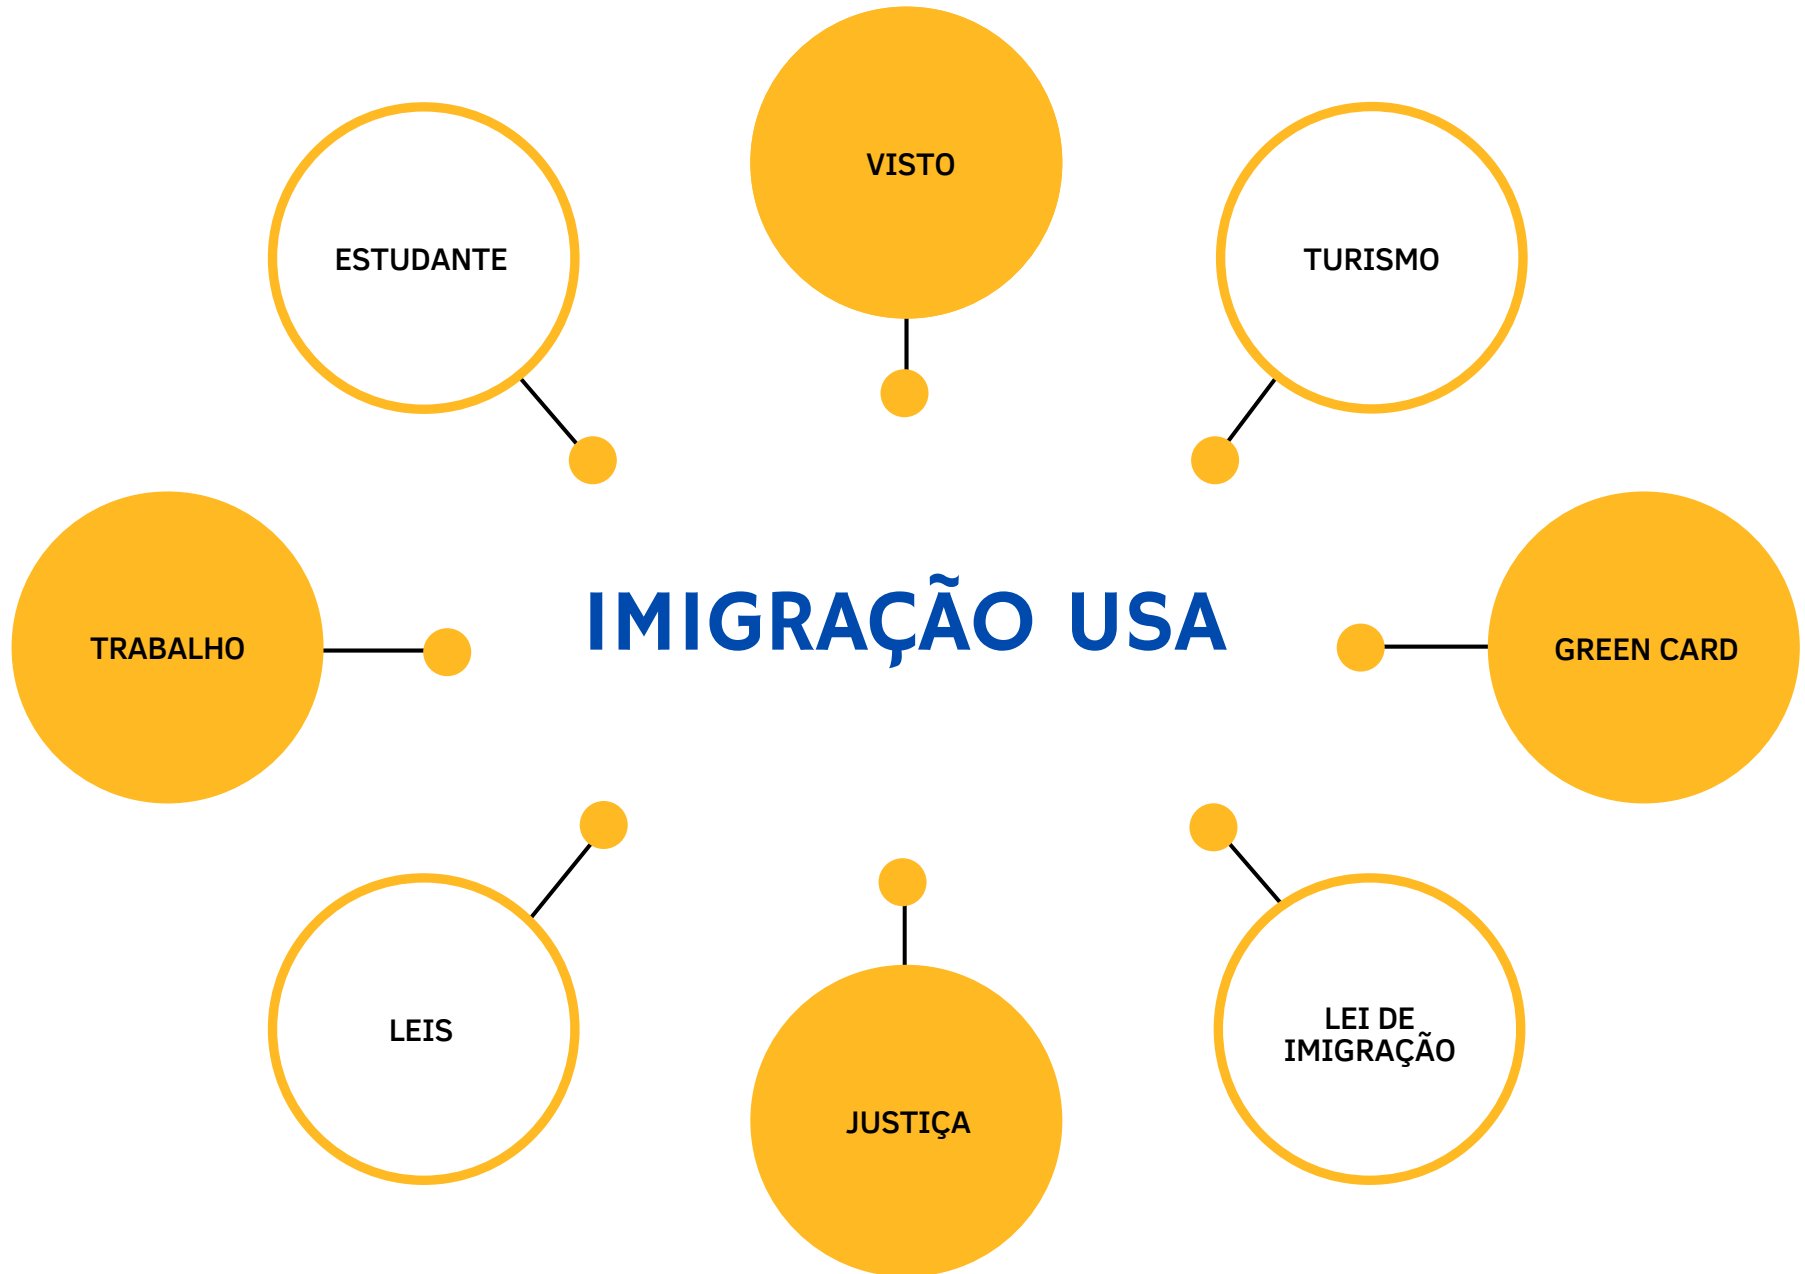 VISTO
ESTUDANTE
TURISMO
IMIGRAÇÃO USA
TRABALHO
GREEN CARD
LEIS
LEI DE
IMIGRAÇÃO
JUSTIÇA